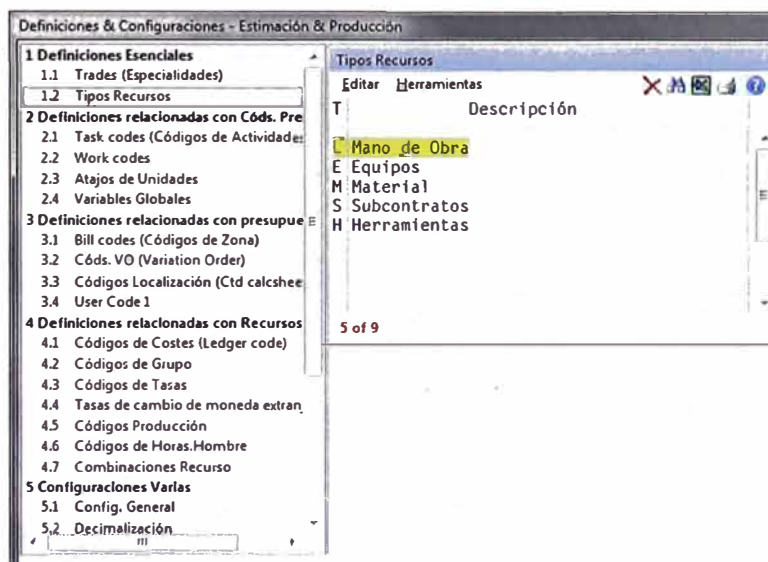 Definiciones & Configuraciones - Estimación & Producción
1 Definiciones Esenciales
1.1 Trades (Especialidades)
1.2 Tipos Recursos
2 Definiciones relacionadas con Códs. Pre
2.1 Task codes (Códigos de Actividades
2.2 Work codes
2.3 Atajos de Unidades
2.4 Variables Globales
3 Definiciones relacionadas con presupue
3.1 Bill codes (Códigos de Zona)
3.2 Códs. VO (Variation Order)
3.3 Códigos Localización (Ctd calcshee
3.4 User Code 1
4 Definiciones relacionadas con Recursos
4.1 Códigos de Costes (Ledger code)
4.2 Códigos de Grupo
4.3 Códigos de Tasas
4.4 Tasas de cambio de moneda extran
4.5 Códigos Producción
4.6 Códigos de Horas.Hombre
4.7 Combinaciones Recurso
5 Configuraciones Varias
5.1 Config. General
5.2 Decimalización
Tipos Recursos
Editar Herramientas
T Descripción
L Mano de Obra
E Equipos
M Material
S Subcontratos
H Herramientas
5 of 9